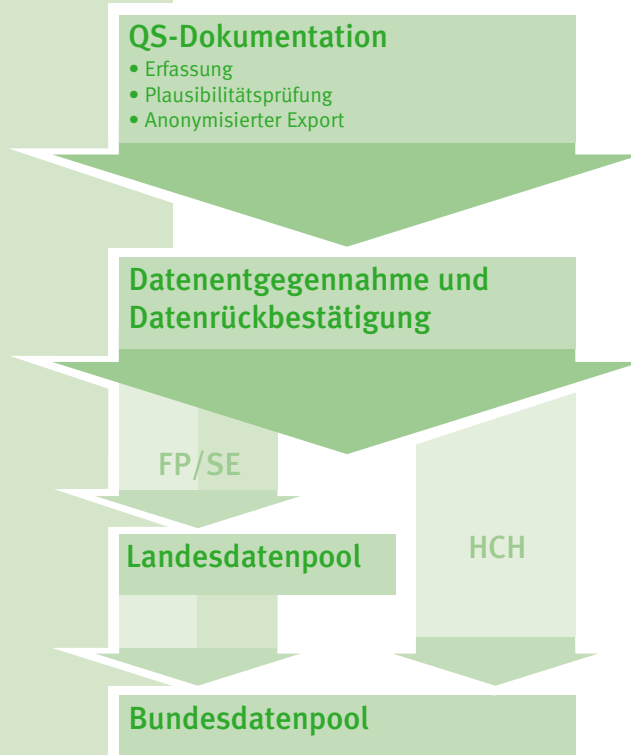 QS-Dokumentation
• Erfassung
• Plausibilitätsprüfung
• Anonymisierter Export
Datenentgegennahme und
Datenrückbestätigung
FP/SE
HCH
Landesdatenpool
Bundesdatenpool